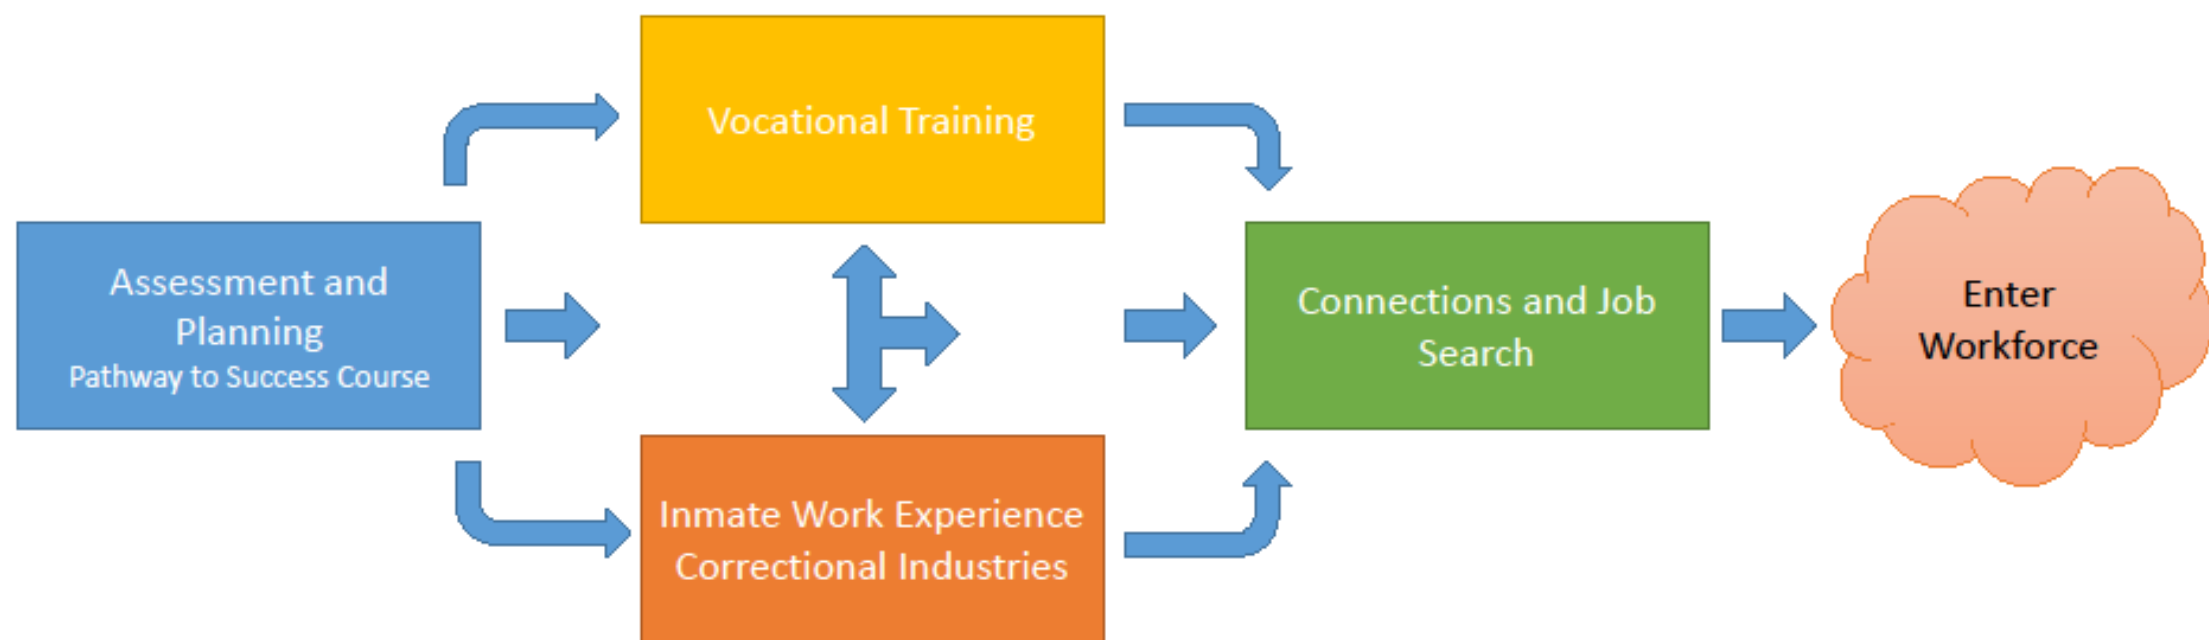 Vocational Training
Assessment and
Planning
Pathway to Success Course
Connections and Job
Search
Enter
Workforce
Inmate Work Experience
Correctional Industries